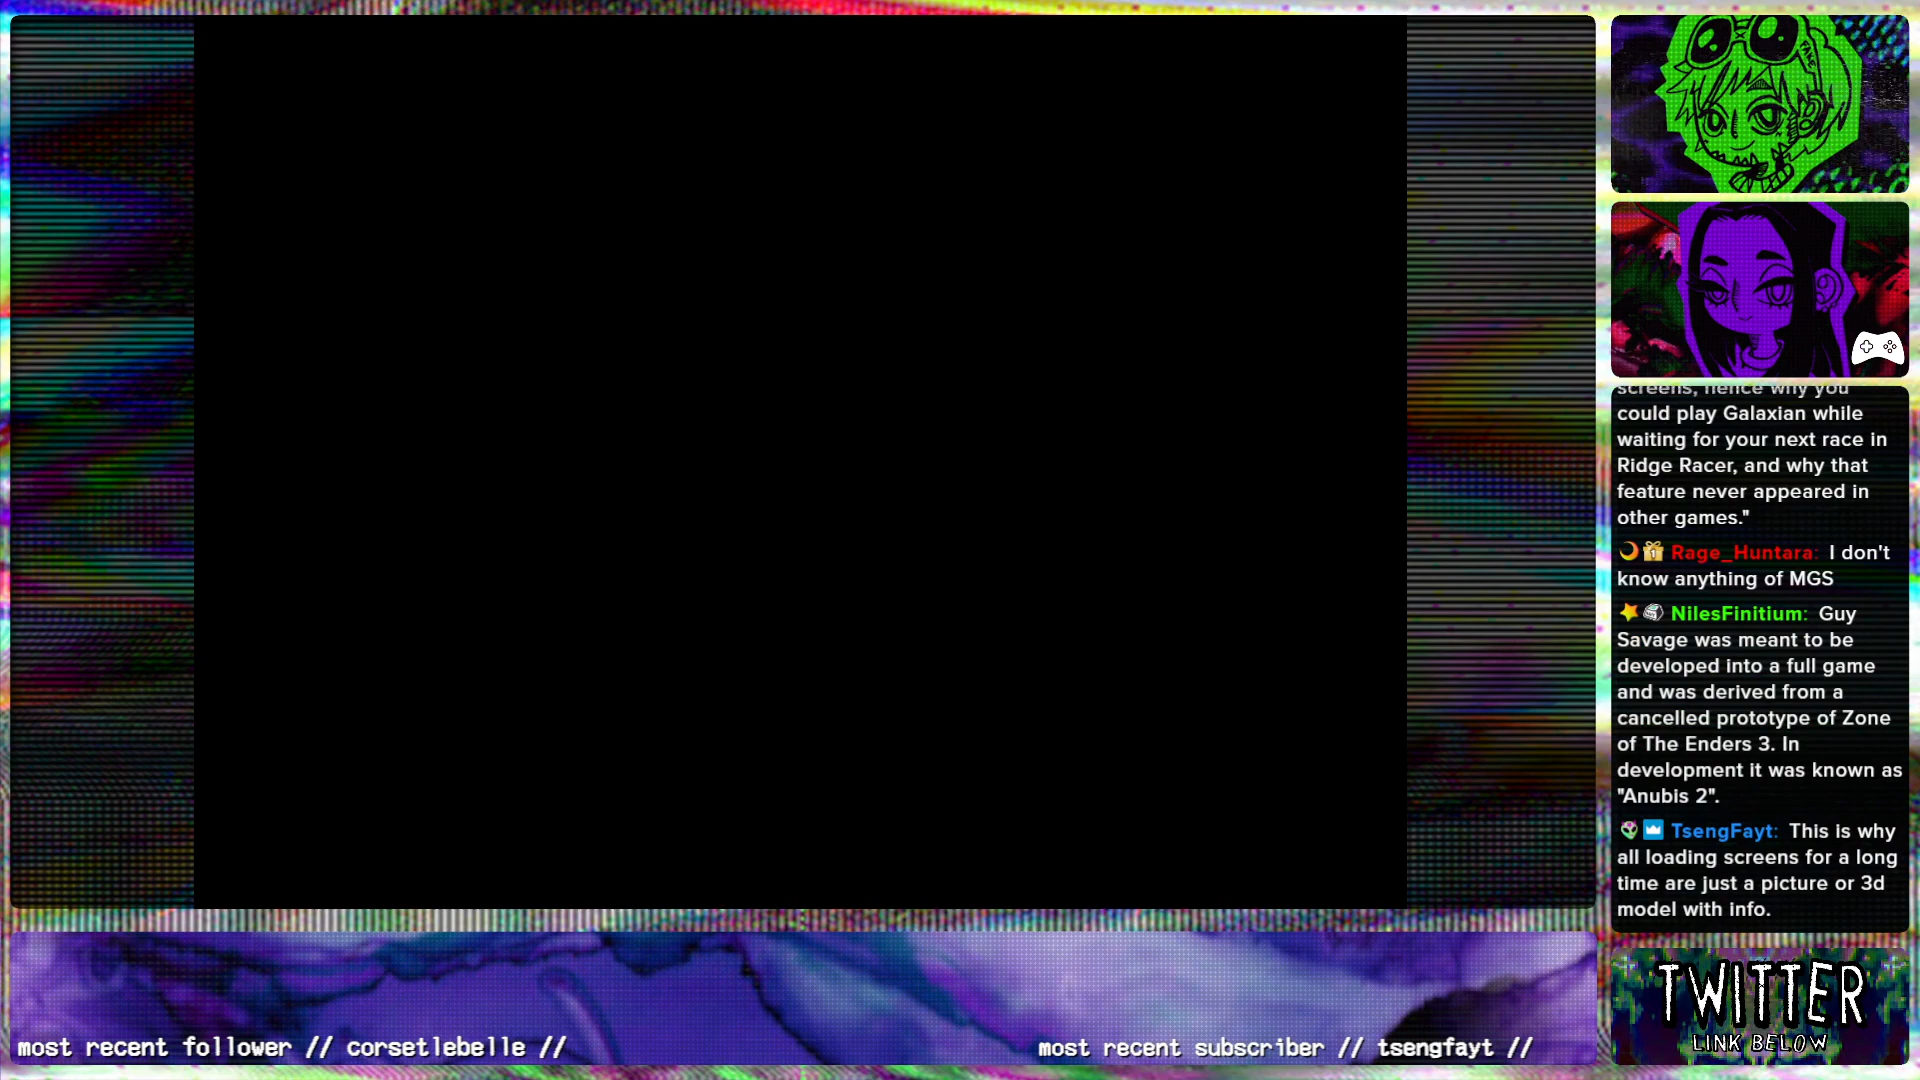 screens, hence why you
could play Galaxian while
waiting for your next race in
Ridge Racer, and why that
feature never appeared in
other games."
Rage_Huntara: I don't
know anything of MGS
NilesFinitium: Guy
Savage was meant to be
developed into a full game
and was derived from a
cancelled prototype of Zone
of The Enders 3. In
development it was known as
"Anubis 2".
TsengFayt: This is why
all loading screens for a long
time are just a picture or 3d
model with info.
most recent follower // corsetlebelle //
most recent subscriber // tsengfayt //
TWITTER
LINK BELOW